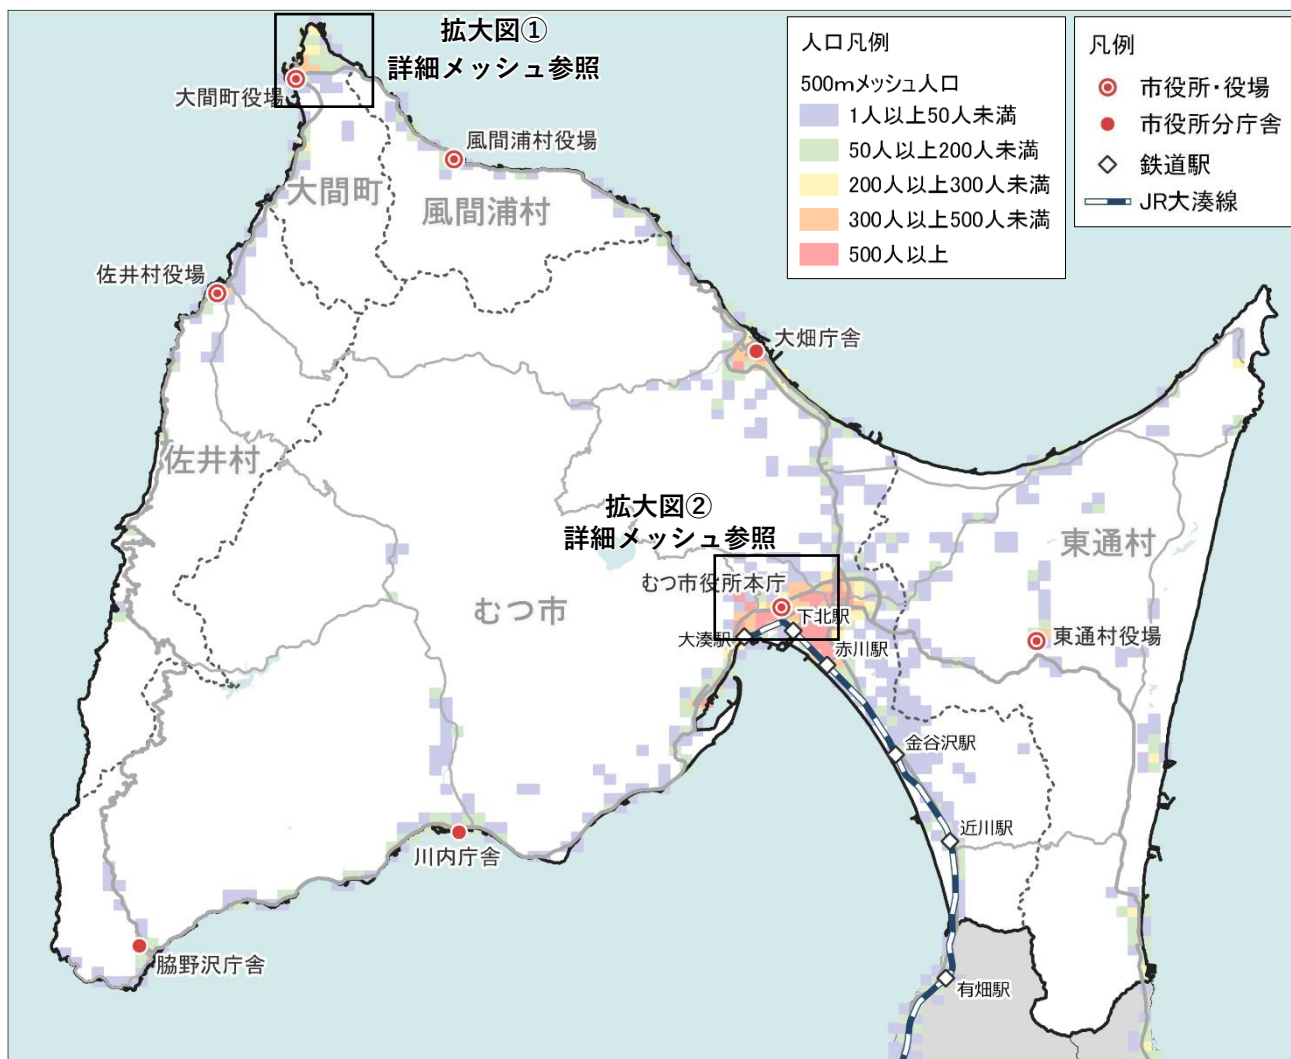 拡大図①
詳細メッシュ参照
大間町役場
風間浦村役場
大間町
風間浦村
佐井村役場
人口凡例
500mメッシュ人口
1人以上50人未満
50人以上200人未満
200人以上300人未満
300人以上500人未満
500人以上
凡例
市役所・役場
市役所分庁舎
鉄道駅
JR大湊線
大畑庁舎
佐井村
拡大図②
詳細メッシュ参照
東通村
むつ市役所本庁
むつ市
下北駅
大湊駅
赤川駅
東通村役場
金谷沢駅
近川駅
川内庁舎
脇野沢庁舎
有畑駅